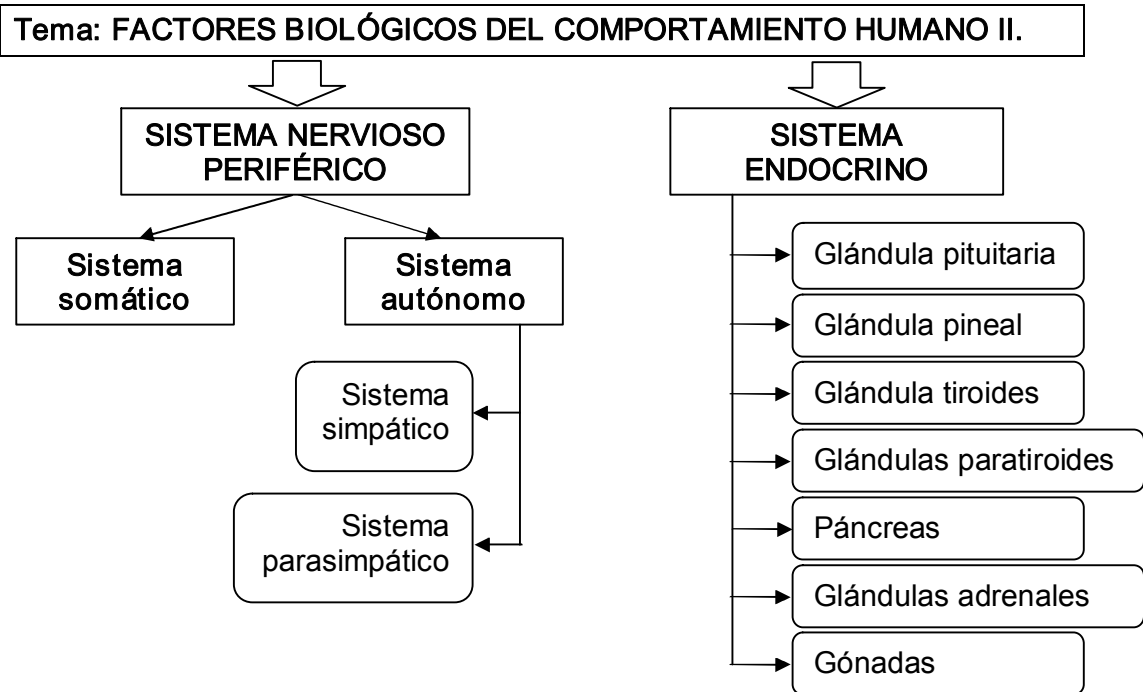 Tema: FACTORES BIOLÓGICOS DEL COMPORTAMIENTO HUMANO II.
SISTEMA NERVIOSO
PERIFÉRICO
Sistema
somático
Sistema
autónomo
Sistema
simpático
Sistema
parasimpático
SISTEMA
ENDOCRINO
Glándula pituitaria
Glándula pineal
Glándula tiroides
Glándulas paratiroides
Páncreas
Glándulas adrenales
Gónadas